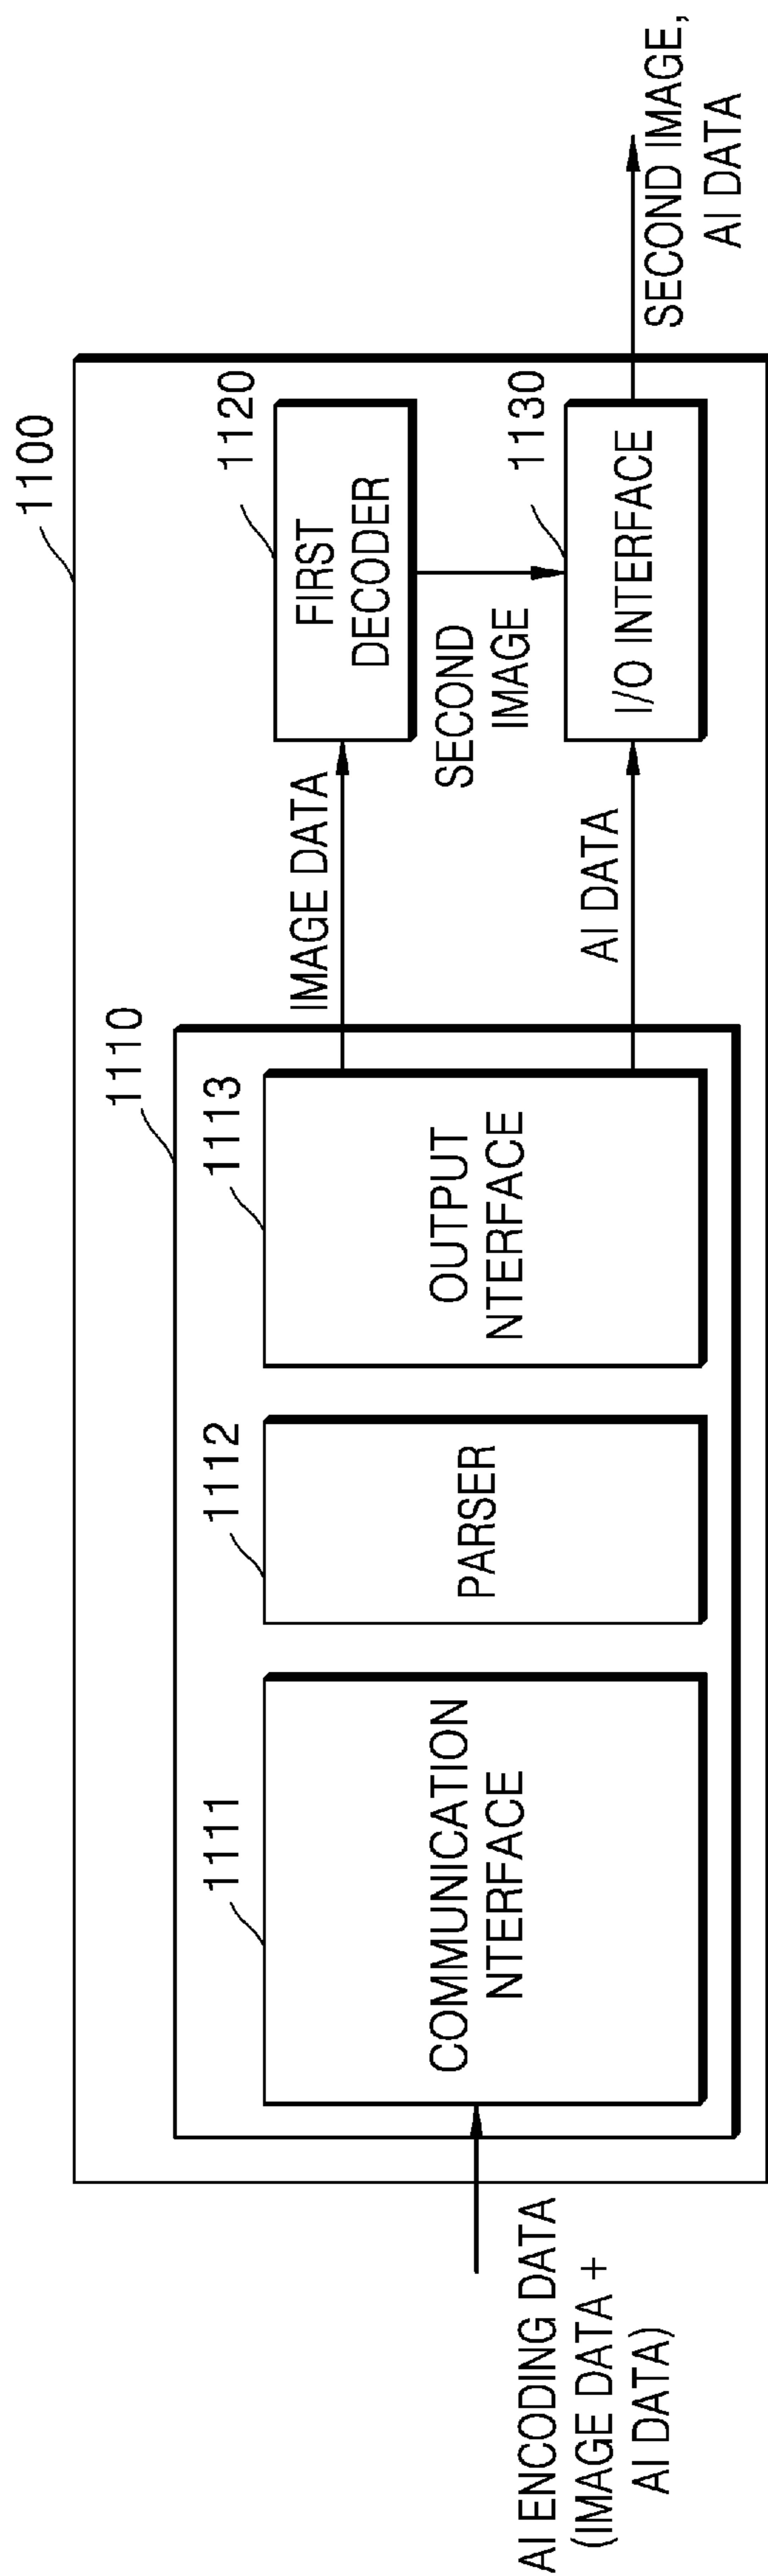 1100
1110
1111
1112
1113
1120
1130
AI ENCODING DATA
(IMAGE DATA +
AI DATA)
COMMUNICATION
NTERFACE
PARSER
OUTPUT
NTERFACE
IMAGE DATA
AI DATA
FIRST
DECODER
SECOND
IMAGE
I/O INTERFACE
SECOND IMAGE,
AI DATA